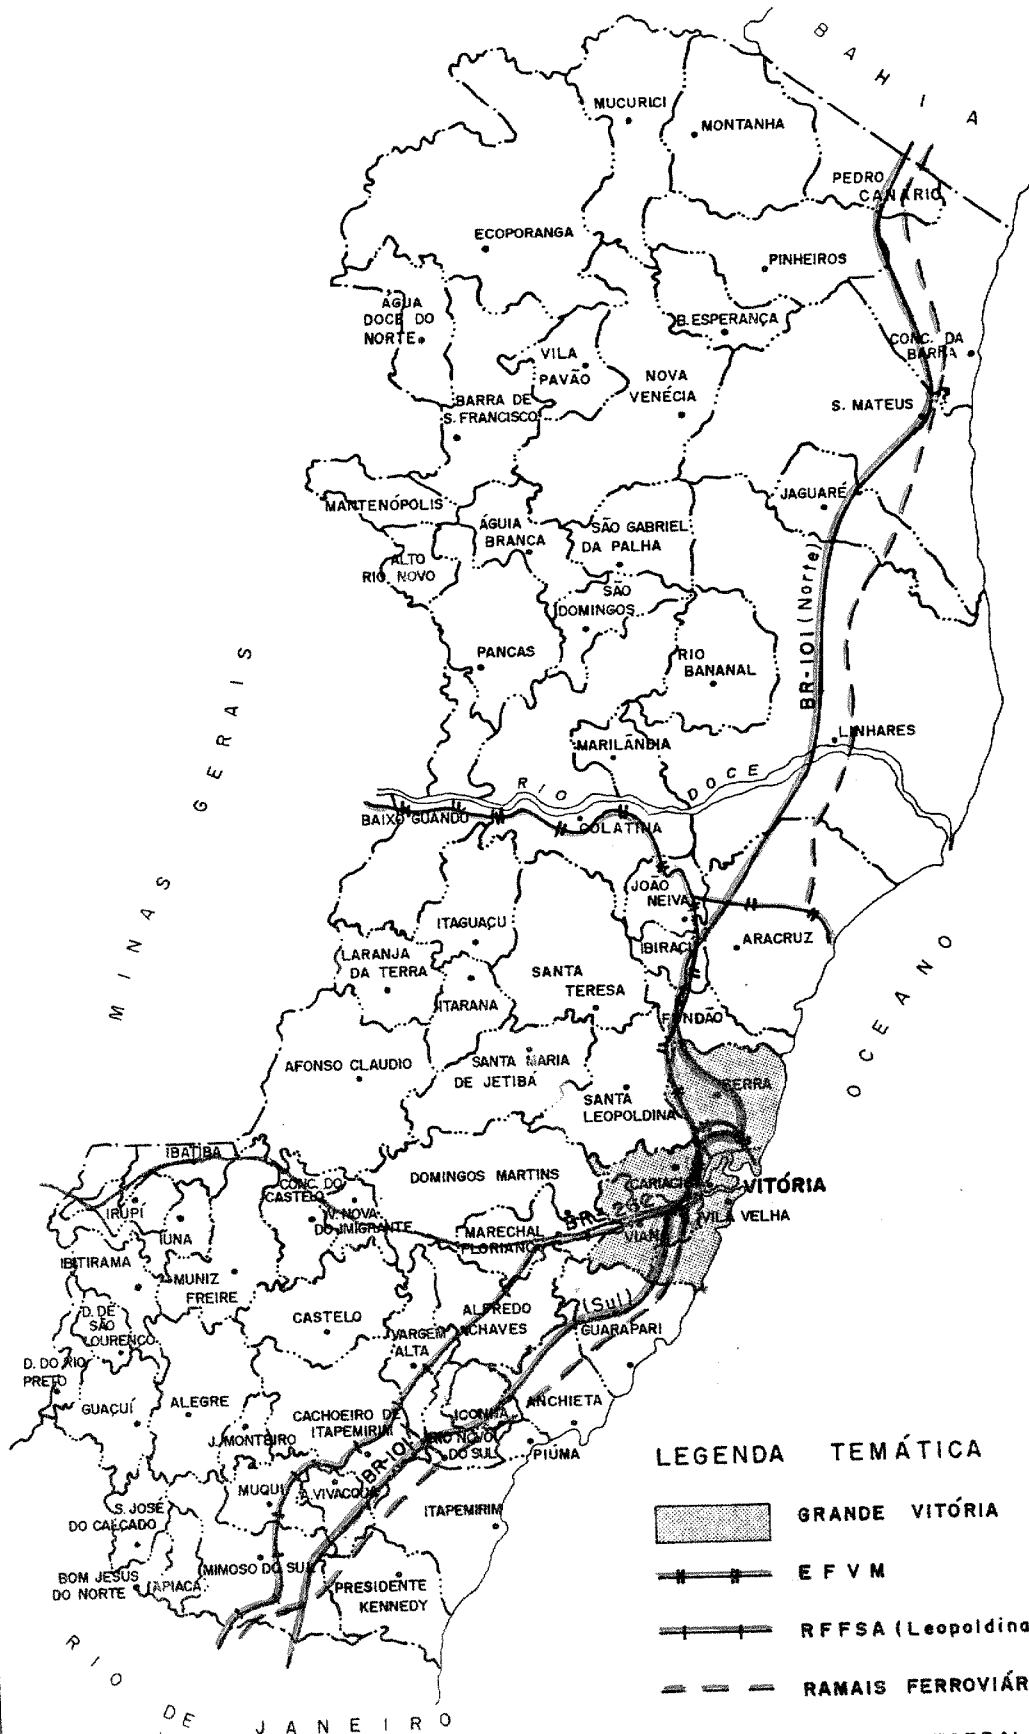 BAHIA
MUCURICI
MONTANHA
PEDRO
CANÁRIO
ECOPORANGA
PINHEIROS
ÁGUA
DOCE DO
NORTE
B. ESPERANÇA
CONC. DA
BARRA
VILA
PAVÃO
NOVA
VENÉCIA
BARRA DE
S. FRANCISCO
S. MATEUS
MANTENÓPOLIS
JAGUARÉ
ÁGUIA
BRANCA
SÃO GABRIEL
DA PALHA
ALTO
RIO NOVO
SÃO
DOMINGOS
BR-101 (Norte)
PANCAS
RIO
BANANAL
MINAS GERAIS
MARILÂNDIA
LINHARES
RIO DOCE
BAIXO GUANDU
COLATINA
JOÃO
NEIVA
ITAGUAÇU
IBIRAÇU
ARACRUZ
LARANJA
DA TERRA
SANTA
TERESA
ITARANA
FUNDÃO
OCEANO
AFONSO CLAUDIO
SANTA MARIA
DE JETIBÁ
SERRA
SANTA
LEOPOLDINA
IBATIBA
DOMINGOS MARTINS
CONC. DO
CASTELO
CARIACICA
VITÓRIA
IRUPÍ
V. NOVA
DO IMIGRANTE
BR-262
VILA VELHA
IUNA
MARECHAL
FLORIANO
VIANA
IBITIRAMA
MUNIZ
FREIRE
(Sul)
D. DE
SÃO
LOURENÇO
CASTELO
ALFREDO
CHAVES
GUARAPARI
VARGEM
ALTA
D. DO RIO
PRETO
GUAÇUÍ
ALEGRE
ANCHIETA
CACHOEIRO DE
ITAPEMIRIM
ICONHA
J. MONTEIRO
RIO NOVO
DO SUL
PIÚMA
BR-101
MUQUI
A. VIVACQUA
ITAPEMIRIM
S. JOSÉ
DO CALÇADO
MIMOSO DO SUL
BOM JESUS
DO NORTE
APIACÁ
PRESIDENTE
KENNEDY
RIO DE JANEIRO
LEGENDA TEMÁTICA
GRANDE VITÓRIA
EFVM
RFFSA (Leopoldina
RAMAIS FERROVIÁR